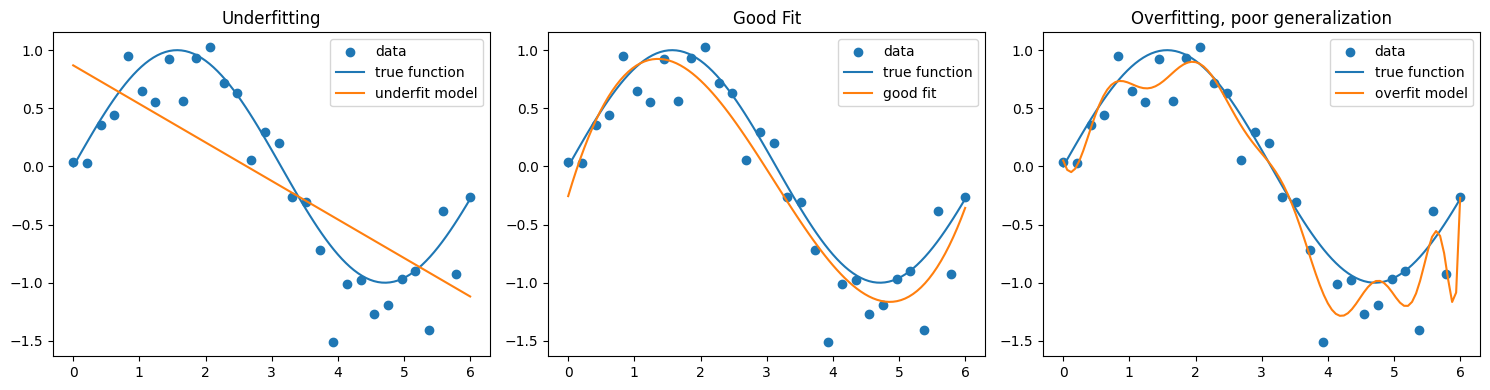 Underfitting
data
true function
underfit model
1.0
0.5
0.0
−0.5
−1.0
−1.5
0 1 2 3 4 5 6
Good Fit
data
true function
good fit
1.0
0.5
0.0
−0.5
−1.0
−1.5
0 1 2 3 4 5 6
Overfitting, poor generalization
data
true function
overfit model
1.0
0.5
0.0
−0.5
−1.0
−1.5
0 1 2 3 4 5 6